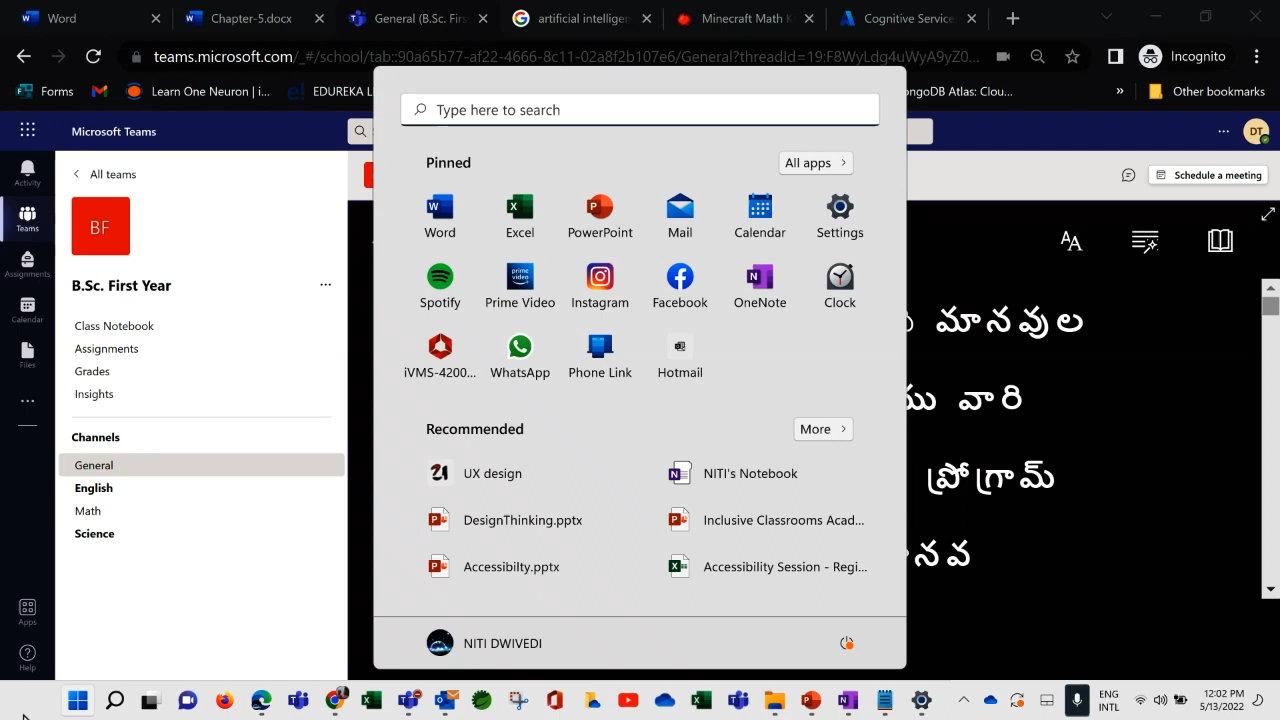 Word
Chapter-5.docx
General (B.Sc. Firs
artificial intelligen
Minecraft Math K
Cognitive Service
teams.microsoft.com/_#/school/tab::90a65b77-af22-4666-8c11-02a8f2b107e6/General?threadId=19:F8WyLdg4uWyA9yZ0...
Incognito
Forms
Learn One Neuron | i...
EDUREKA L
ongoDB Atlas: Clou...
»
Other bookmarks
Microsoft Teams
DT
Activity
Teams
Assignments
Calendar
Files
Apps
Help
All teams
BF
B.Sc. First Year
Class Notebook
Assignments
Grades
Insights
Channels
General
English
Math
Science
Schedule a meeting
Type here to search
Pinned
All apps
Word
Excel
PowerPoint
Mail
Calendar
Settings
Spotify
Prime Video
Instagram
Facebook
OneNote
Clock
iVMS-4200...
WhatsApp
Phone Link
Hotmail
Recommended
More
UX design
NITI's Notebook
DesignThinking.pptx
Inclusive Classrooms Acad...
Accessibilty.pptx
Accessibility Session - Regi...
NITI DWIVEDI
మానవుల
వారి
ప్రోగ్రామ్
నవ
ENG
INTL
12:02 PM
5/13/2022